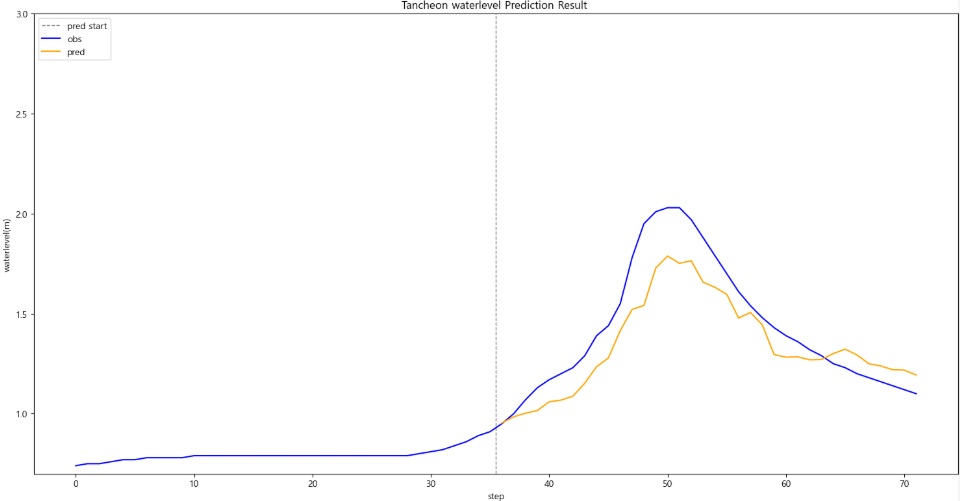 Tancheon waterlevel Prediction Result
pred start
obs
pred
waterlevel(m)
3.0
2.5
2.0
1.5
1.0
0 10 20 30 40 50 60 70
step